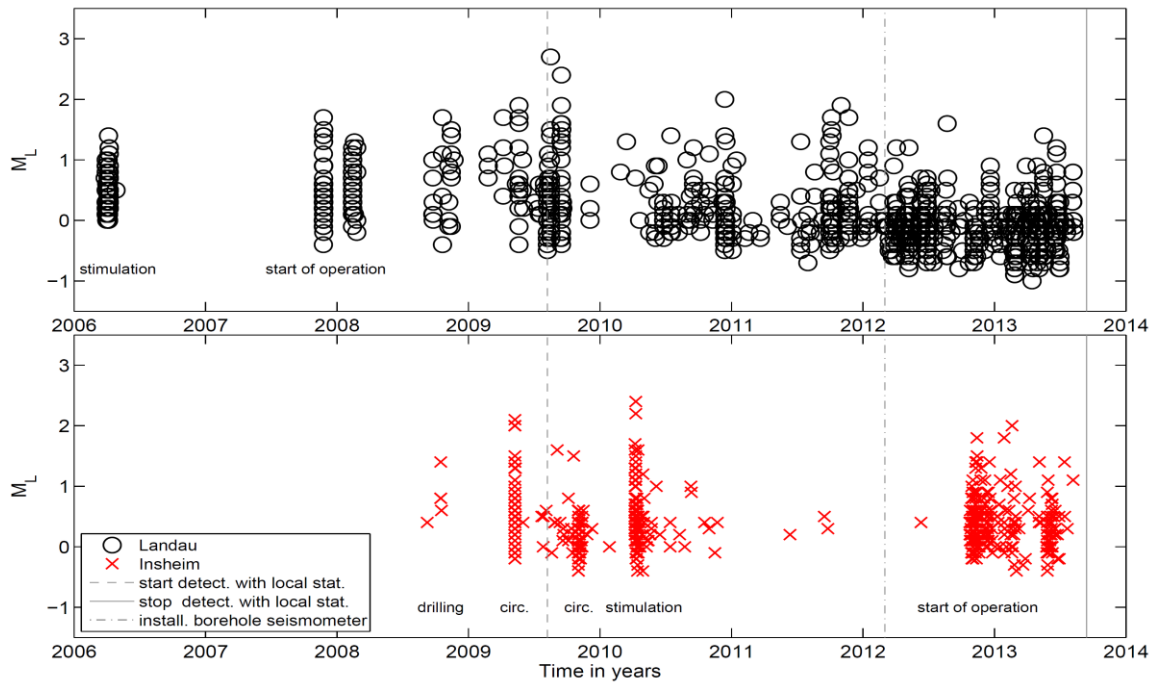 3
2
1
0
−1
M_L
stimulation
start of operation
2006 2007 2008 2009 2010 2011 2012 2013 2014
3
2
1
0
−1
M_L
Landau
Insheim
start detect. with local stat.
stop detect. with local stat.
install. borehole seismometer
drilling circ. circ. stimulation start of operation
2006 2007 2008 2009 2010 2011 2012 2013 2014
Time in years